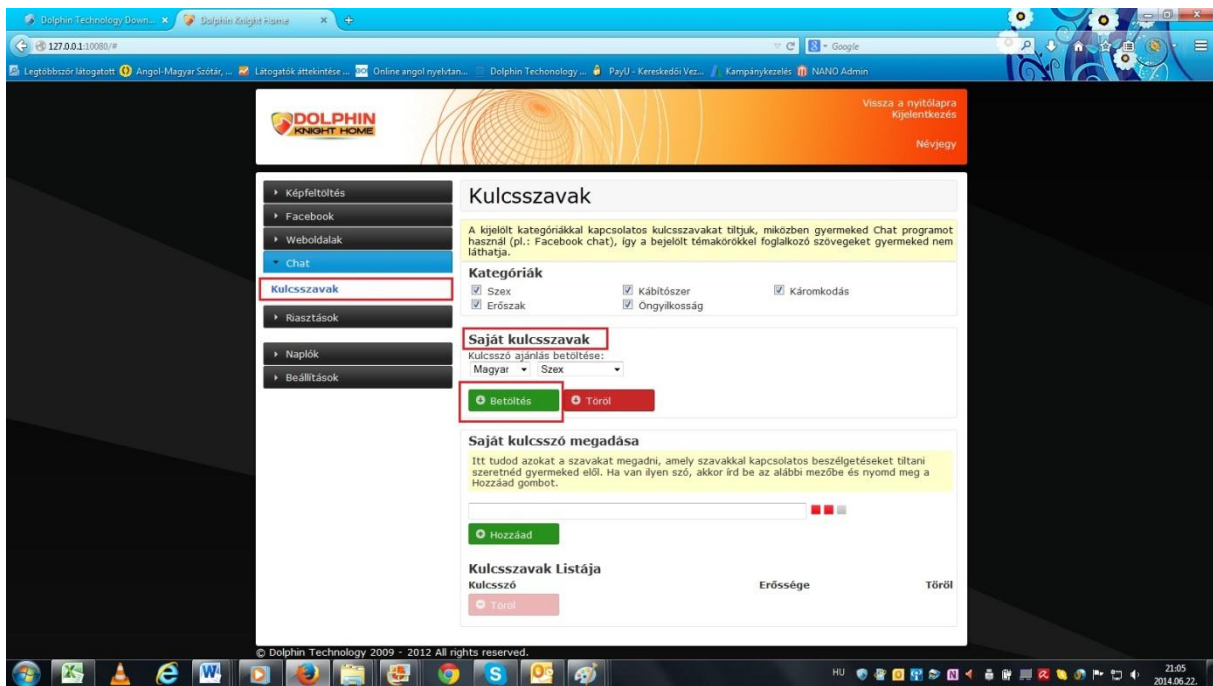 Dolphin Technology Down...
Dolphin Knight Home
127.0.0.1:10080/#
Google
Legtöbbször látogatott
Angol-Magyar Szótár, ...
Látogatók áttekintése ...
Online angol nyelvtan...
Dolphin Techonology ...
PayU - Kereskedői Vez...
Kampánykezelés
NANO Admin
DOLPHIN
KNIGHT HOME
Vissza a nyitólapra
Kijelentkezés
Névjegy
Képfeltöltés
Facebook
Weboldalak
Chat
Kulcsszavak
Riasztások
Naplók
Beállítások
Kulcsszavak
A kijelölt kategóriákkal kapcsolatos kulcsszavakat tiltjuk, miközben gyermeked Chat programot
használ (pl.: Facebook chat), így a bejelölt témakörökkel foglalkozó szövegeket gyermeked nem
láthatja.
Kategóriák
Szex Kábítószer Káromkodás
Erőszak Öngyilkosság
Saját kulcsszavak
Kulcsszó ajánlás betöltése:
Magyar Szex
Betöltés Töröl
Saját kulcsszó megadása
Itt tudod azokat a szavakat megadni, amely szavakkal kapcsolatos beszélgetéseket tiltani
szeretnéd gyermeked elől. Ha van ilyen szó, akkor írd be az alábbi mezőbe és nyomd meg a
Hozzáad gombot.
Hozzáad
Kulcsszavak Listája
Kulcsszó Erőssége Töröl
Töröl
© Dolphin Technology 2009 - 2012 All rights reserved.
HU
21:05
2014.06.22.